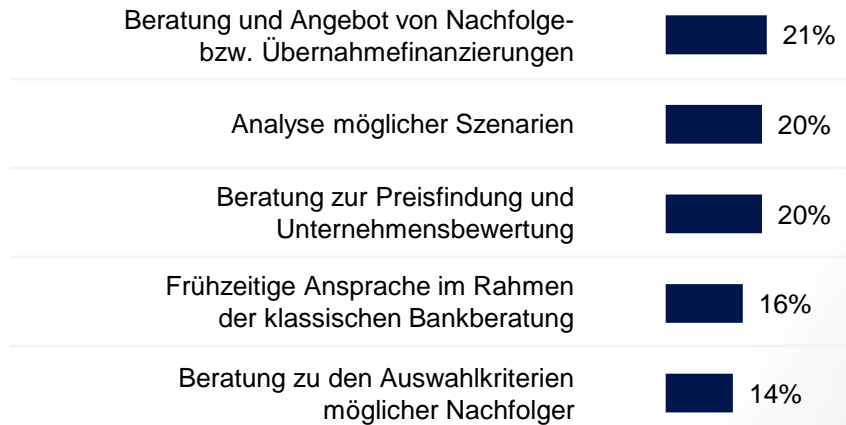 Beratung und Angebot von Nachfolge-
bzw. Übernahmefinanzierungen
21%
Analyse möglicher Szenarien
20%
Beratung zur Preisfindung und
Unternehmensbewertung
20%
Frühzeitige Ansprache im Rahmen
der klassischen Bankberatung
16%
Beratung zu den Auswahlkriterien
möglicher Nachfolger
14%